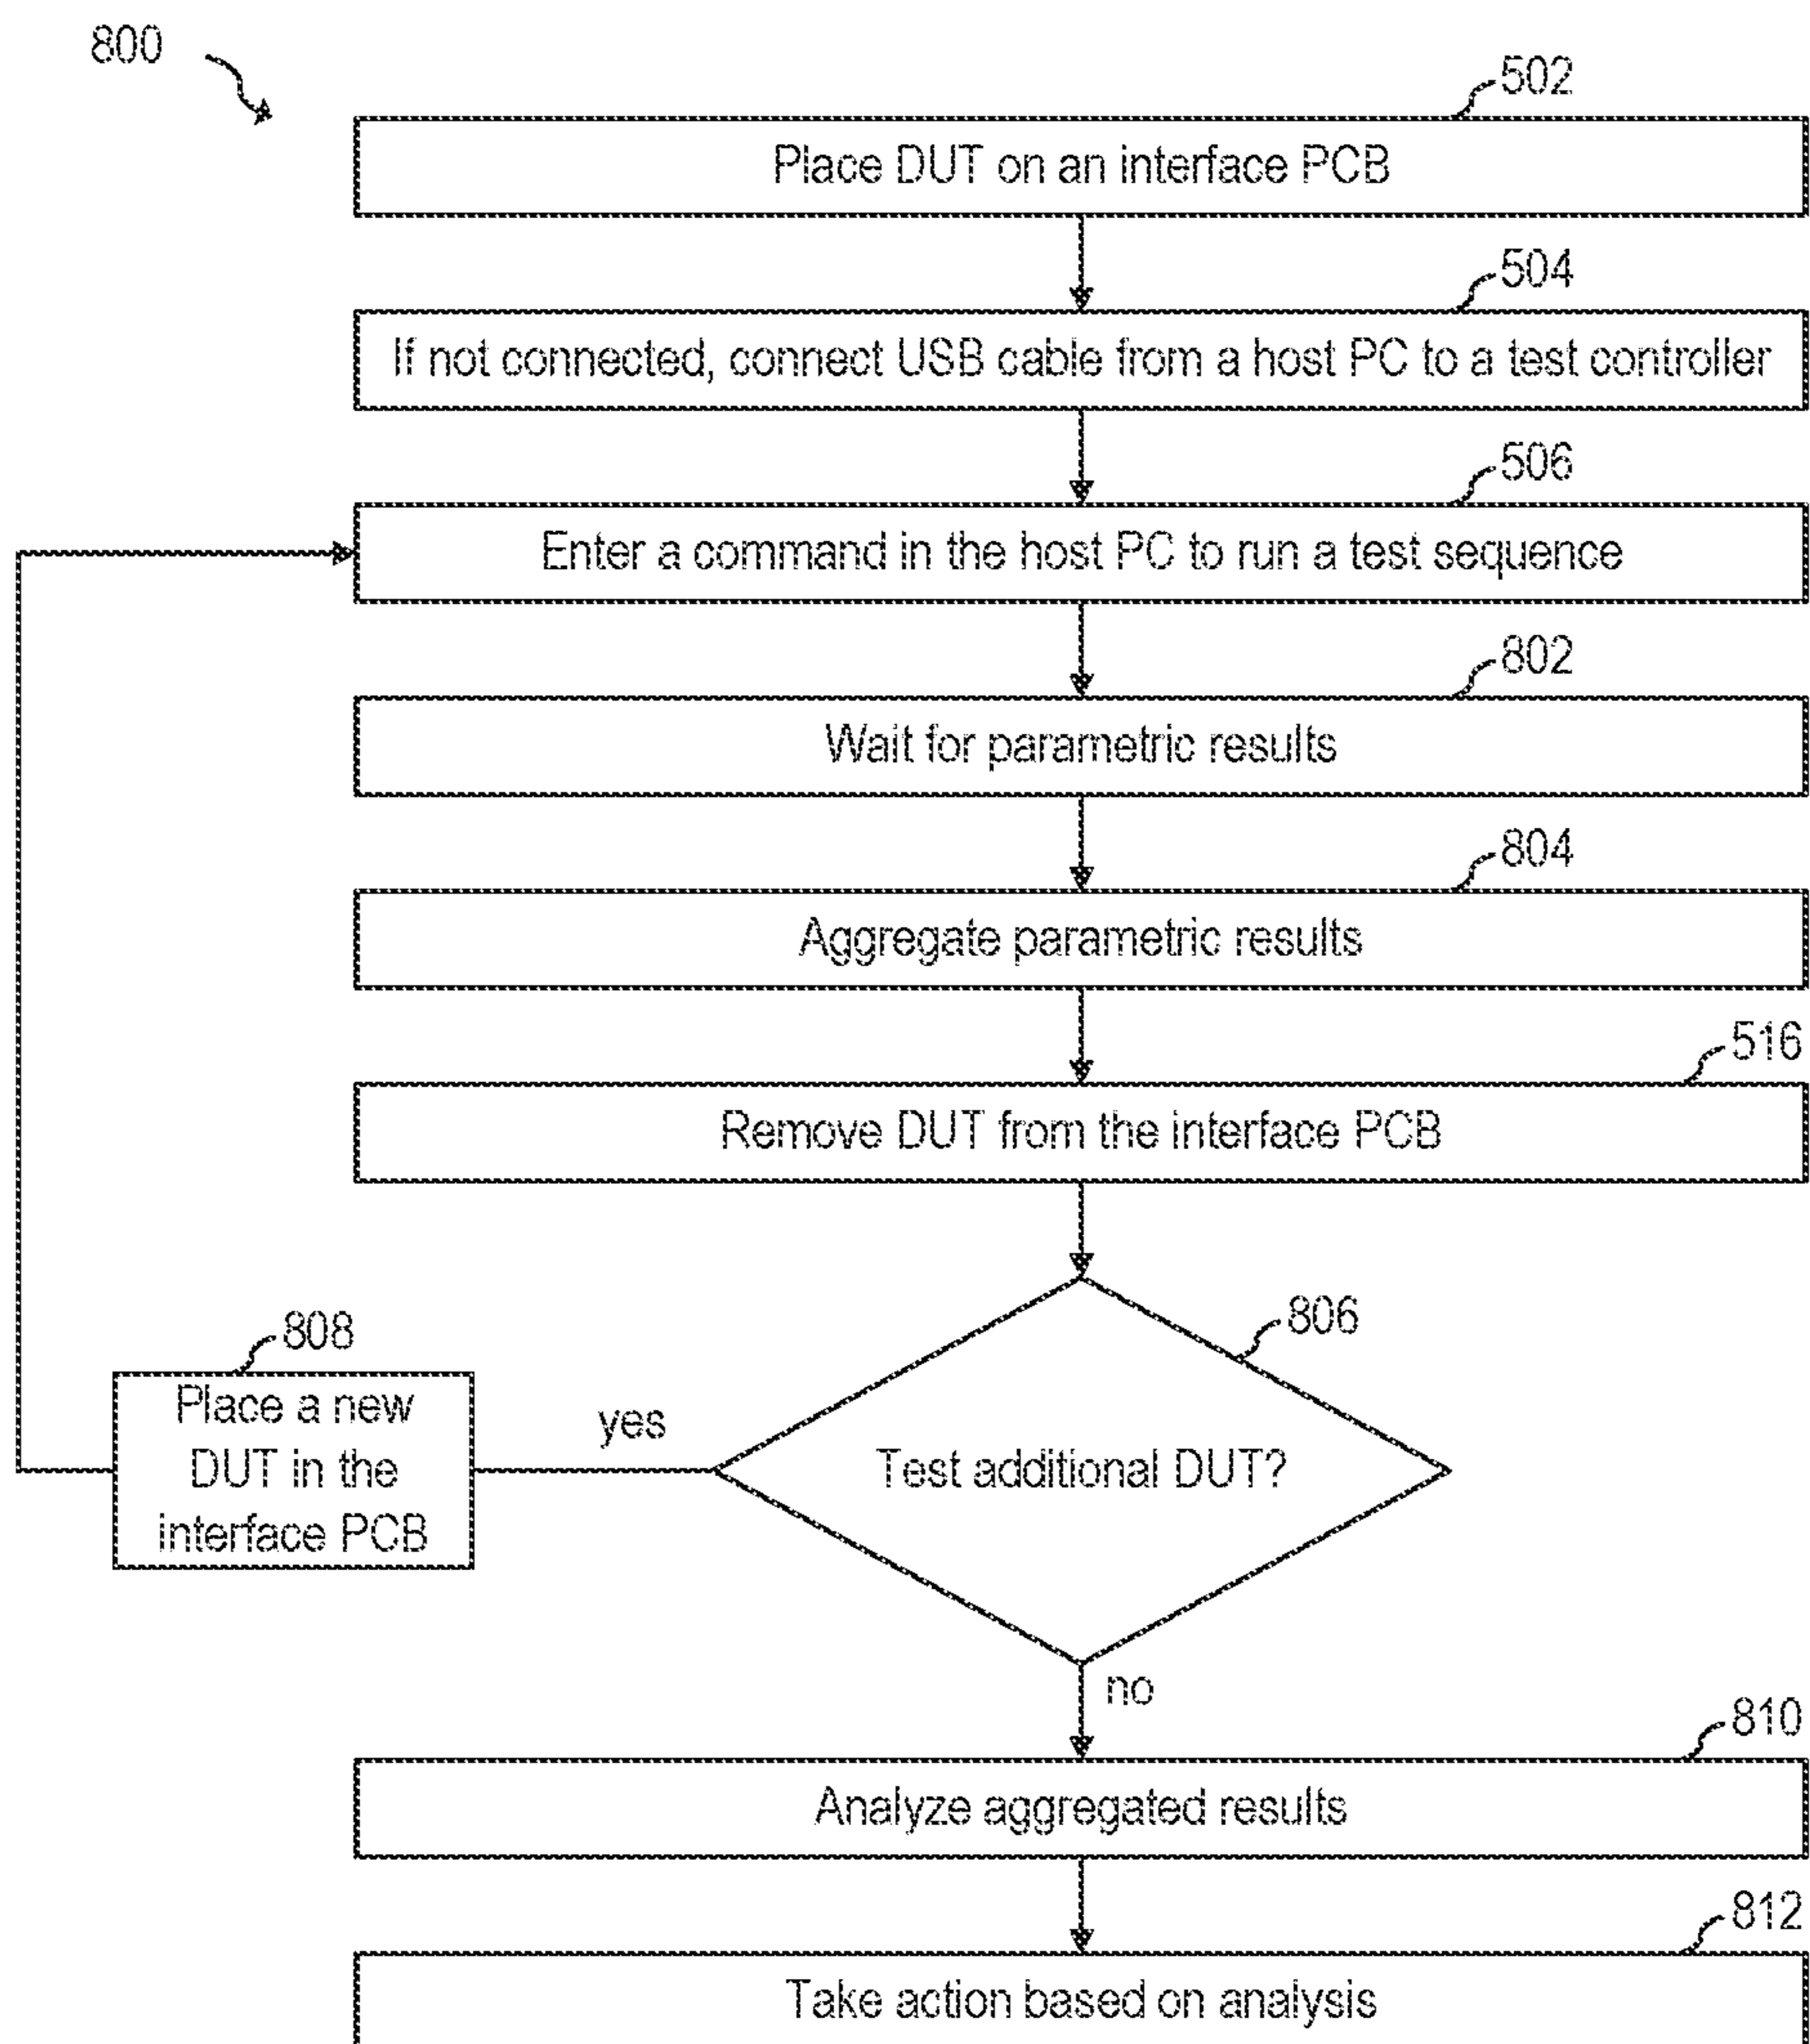 800
502
Place DUT on an interface PCB
504
If not connected, connect USB cable from a host PC to a test controller
506
Enter a command in the host PC to run a test sequence
802
Wait for parametric results
804
Aggregate parametric results
516
Remove DUT from the interface PCB
806
Test additional DUT?
yes
808
Place a new
DUT in the
interface PCB
no
810
Analyze aggregated results
812
Take action based on analysis